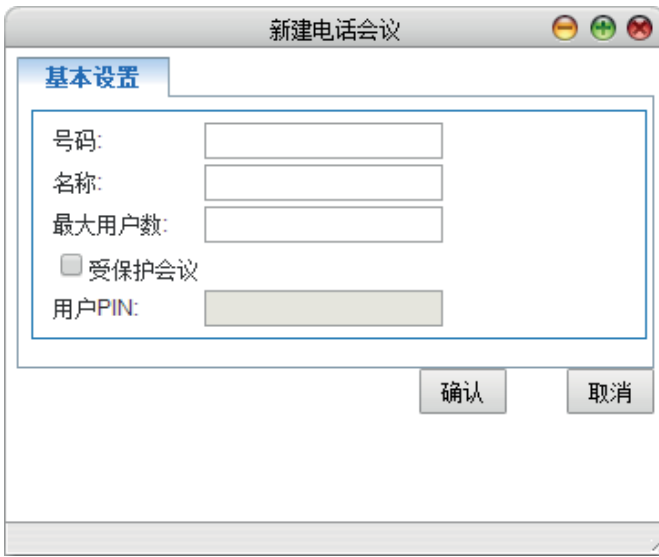 新建电话会议
基本设置
号码:
名称:
最大用户数:
受保护会议
用户PIN:
确认 取消